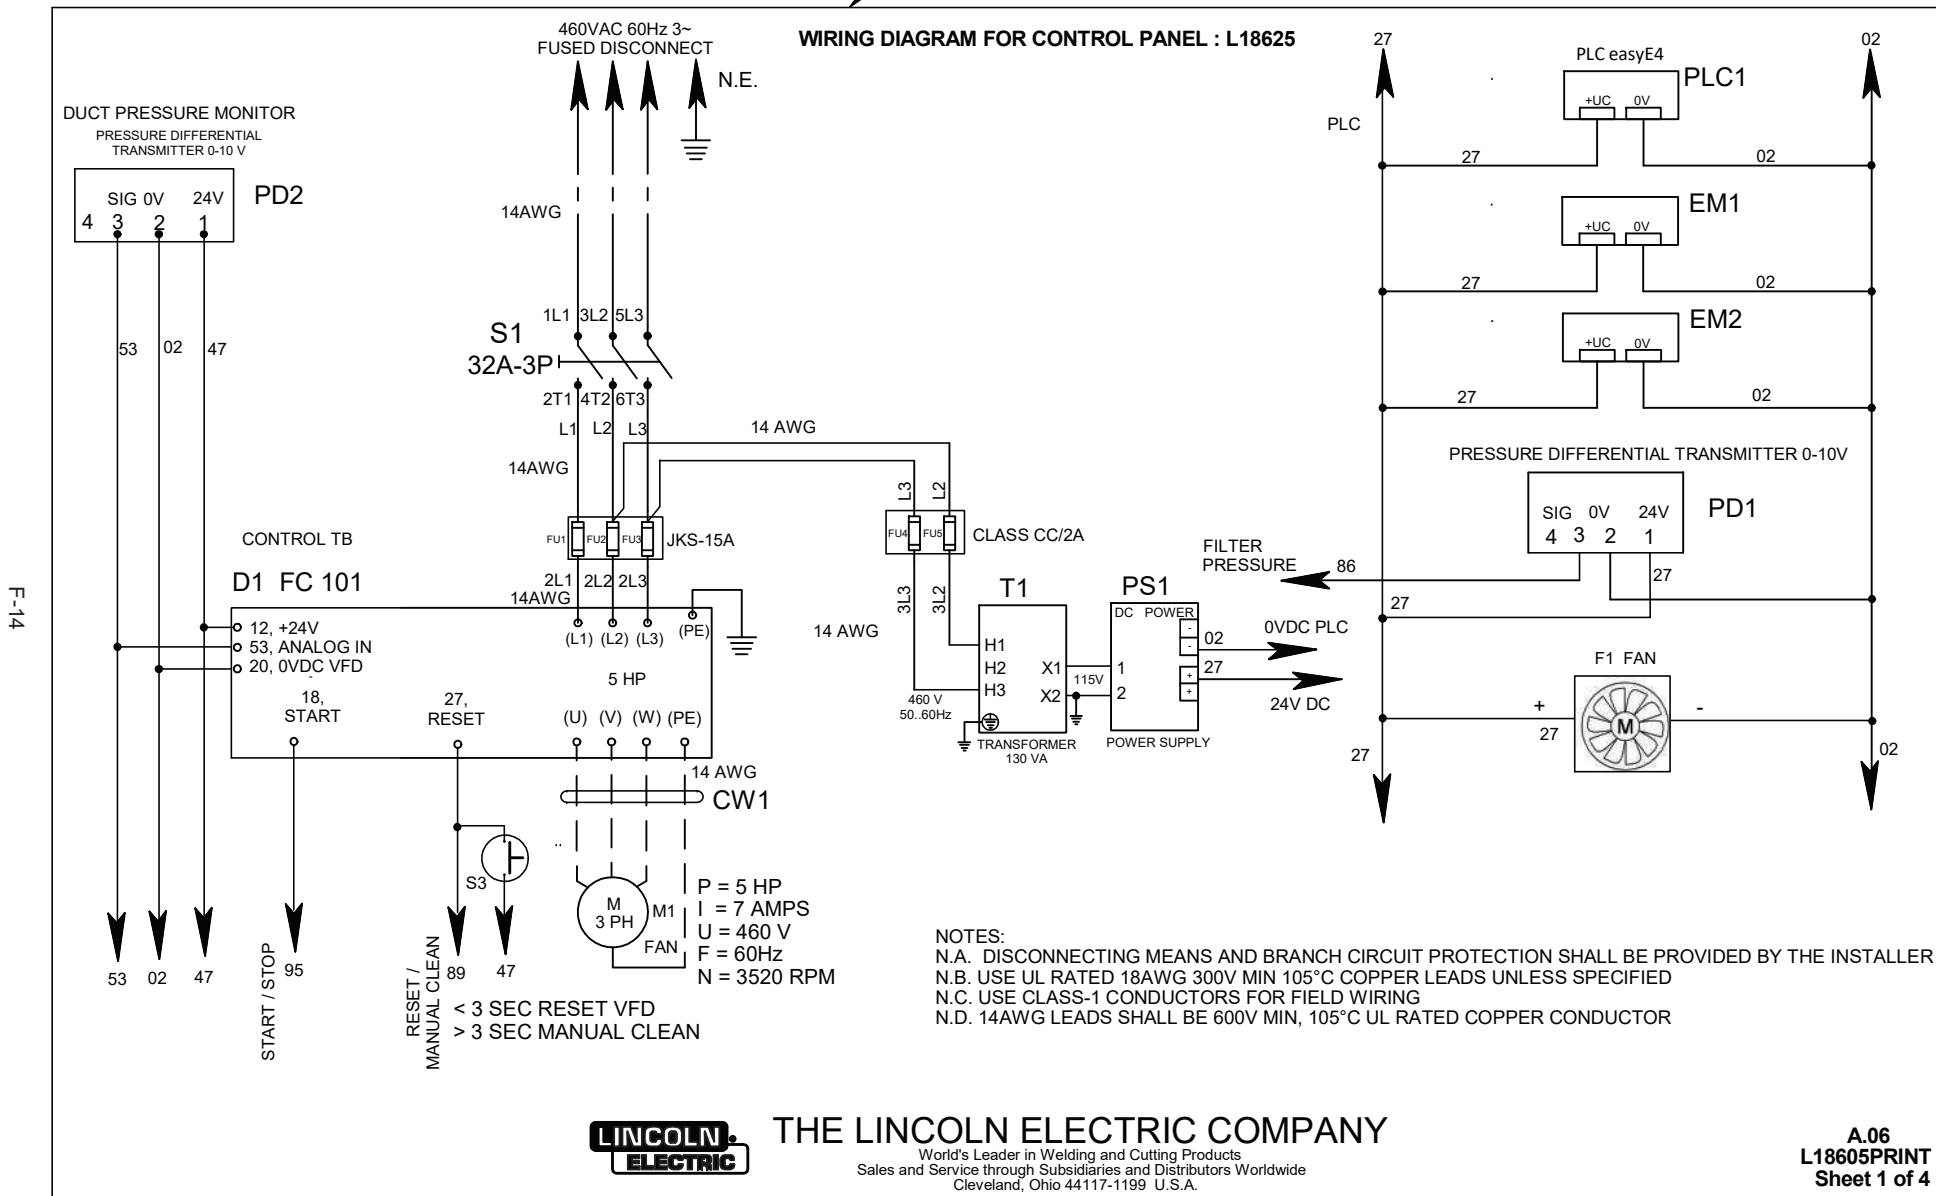 WIRING DIAGRAM FOR CONTROL PANEL : L18625
460VAC 60Hz 3~
FUSED DISCONNECT
N.E.
DUCT PRESSURE MONITOR
PRESSURE DIFFERENTIAL
TRANSMITTER 0-10 V
SIG 0V 24V
4 3 2 1
PD2
53 02 47
14AWG
1L1 3L2 5L3
S1
32A-3P
2T1 4T2 6T3
L1 L2 L3
14AWG
14 AWG
FU1 FU2 FU3
JKS-15A
2L1 2L2 2L3
14AWG
L3 L2
FU4 FU5
CLASS CC/2A
3L3 3L2
14 AWG
CONTROL TB
D1 FC 101
12, +24V
53, ANALOG IN
20, 0VDC VFD
-
18,
START
27,
RESET
(L1) (L2) (L3) (PE)
5 HP
(U) (V) (W) (PE)
14 AWG
CW1
S3
M
3 PH
M1
FAN
P = 5 HP
I = 7 AMPS
U = 460 V
F = 60Hz
N = 3520 RPM
53 02 47
START / STOP
95
RESET /
MANUAL CLEAN
89
47
< 3 SEC RESET VFD
> 3 SEC MANUAL CLEAN
T1
H1
H2
H3
X1
X2
460 V
50..60Hz
TRANSFORMER
130 VA
115V
PS1
DC POWER
1
2
-
-
+
+
POWER SUPPLY
02
0VDC PLC
27
24V DC
27
02
PLC
PLC easyE4
PLC1
+UC 0V
27 02
EM1
+UC 0V
27 02
EM2
+UC 0V
27 02
PRESSURE DIFFERENTIAL TRANSMITTER 0-10V
SIG 0V 24V
4 3 2 1
PD1
FILTER
PRESSURE
86
27
27
F1 FAN
+
-
27
M
27
02
NOTES:
N.A. DISCONNECTING MEANS AND BRANCH CIRCUIT PROTECTION SHALL BE PROVIDED BY THE INSTALLER
N.B. USE UL RATED 18AWG 300V MIN 105°C COPPER LEADS UNLESS SPECIFIED
N.C. USE CLASS-1 CONDUCTORS FOR FIELD WIRING
N.D. 14AWG LEADS SHALL BE 600V MIN, 105°C UL RATED COPPER CONDUCTOR
F-14
LINCOLN
ELECTRIC
THE LINCOLN ELECTRIC COMPANY
World's Leader in Welding and Cutting Products
Sales and Service through Subsidiaries and Distributors Worldwide
Cleveland, Ohio 44117-1199 U.S.A.
A.06
L18605PRINT
Sheet 1 of 4